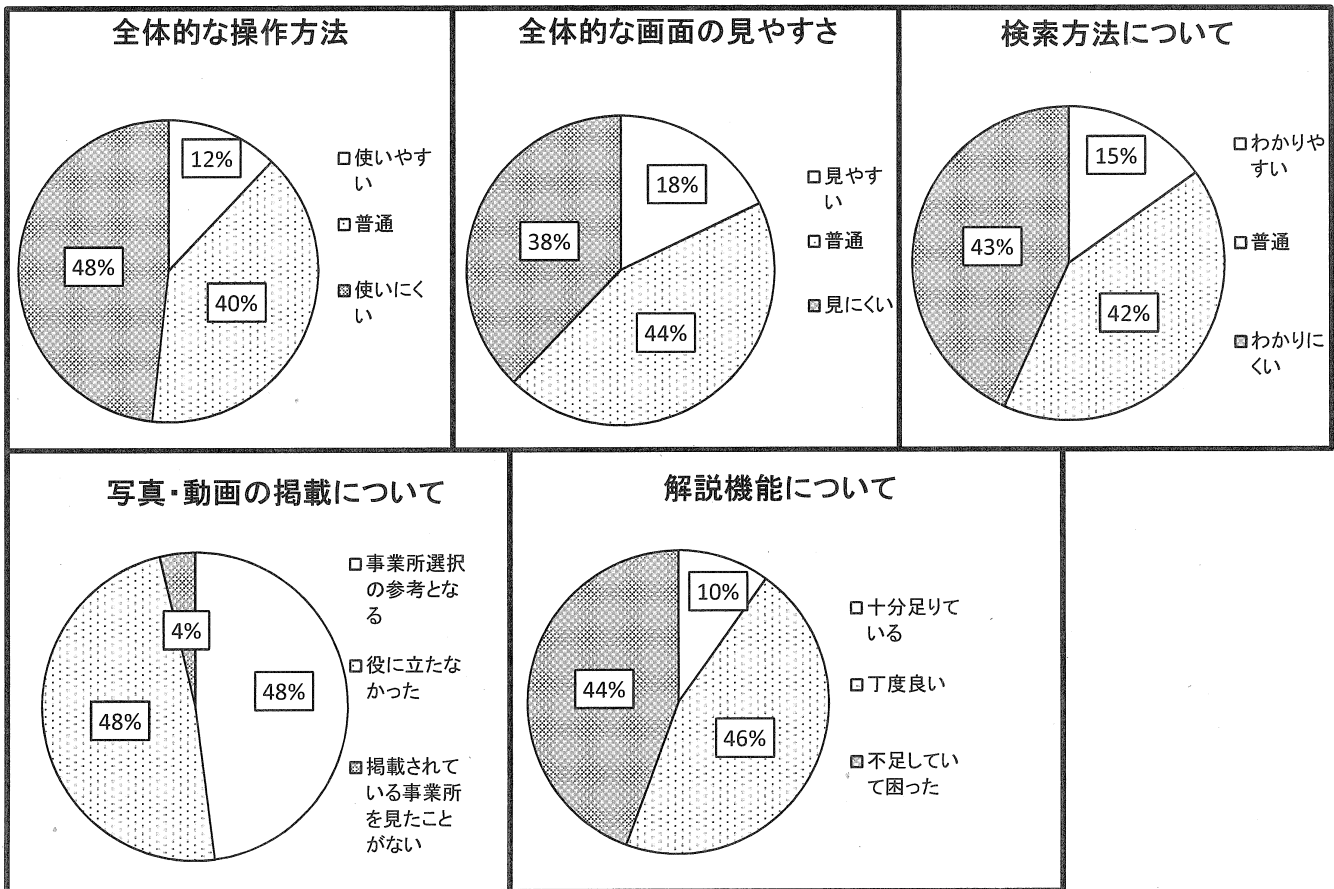 全体的な操作方法
12%
40%
48%
使いやす
い
普通
使いにく
い
全体的な画面の見やすさ
18%
44%
38%
見やす
い
普通
見にくい
検索方法について
15%
42%
43%
わかりや
すい
普通
わかりに
くい
写真・動画の掲載について
4%
48%
48%
事業所選択
の参考とな
る
役に立たな
かった
掲載されて
いる事業所
を見たこと
がない
解説機能について
10%
46%
44%
十分足りて
いる
丁度良い
不足してい
て困った